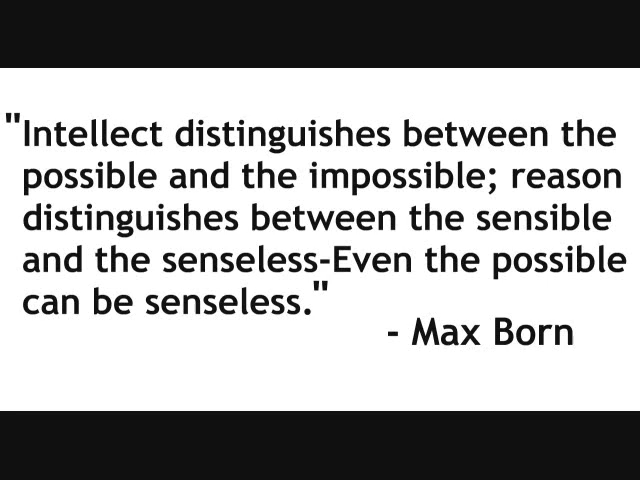 "Intellect distinguishes between the
possible and the impossible; reason
distinguishes between the sensible
and the senseless-Even the possible
can be senseless."
- Max Born